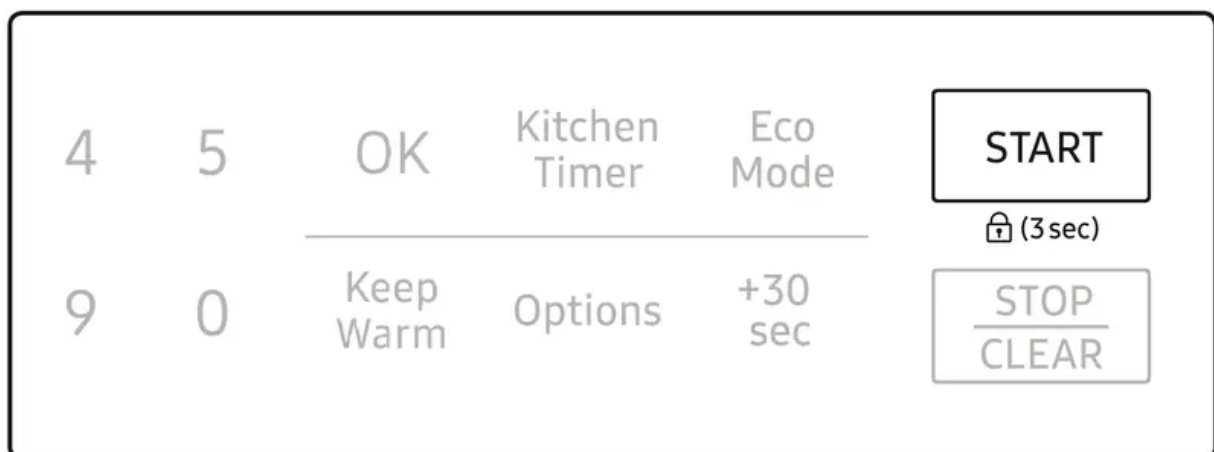 4 5 OK Kitchen Timer Eco Mode START
(3 sec)
9 0 Keep Warm Options +30 sec STOP
CLEAR